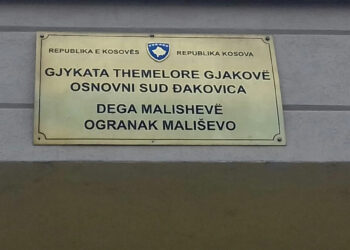 REPUBLIKA E KOSOVËS REPUBLIKA KOSOVA
GJYKATA THEMELORE GJAKOVË
OSNOVNI SUD ĐAKOVICA
DEGA MALISHEVË
OGRANAK MALIŠEVO